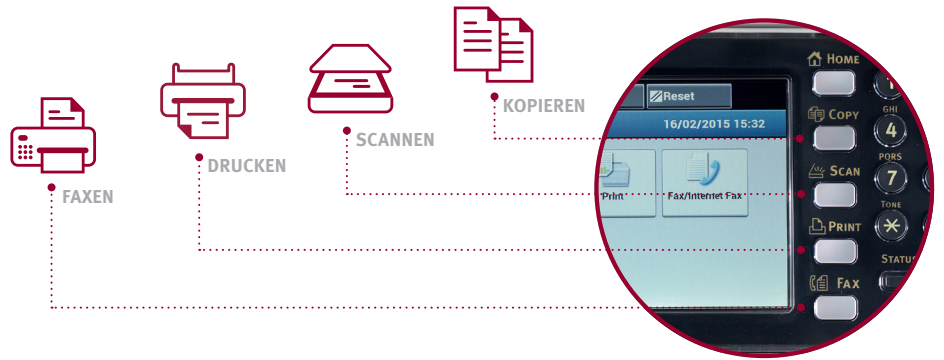 KOPIEREN
SCANNEN
DRUCKEN
FAXEN
Reset
16/02/2015 15:32
Print
Fax/Internet Fax
HOME
COPY
SCAN
PRINT
FAX
1
GHI
4
PQRS
7
TONE
STATUS